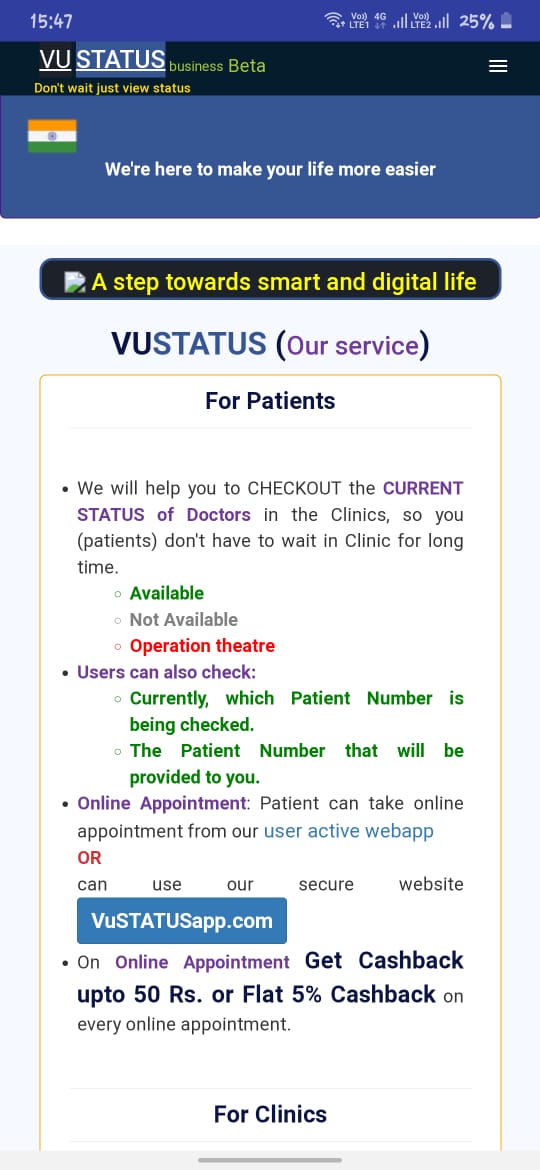 15:47 Vo)) 4G LTE1 Vo)) LTE2 25%
VU STATUS business Beta
Don't wait just view status
We're here to make your life more easier
A step towards smart and digital life
VUSTATUS (Our service)
For Patients
• We will help you to CHECKOUT the CURRENT
STATUS of Doctors in the Clinics, so you
(patients) don't have to wait in Clinic for long
time.
○ Available
○ Not Available
○ Operation theatre
• Users can also check:
○ Currently, which Patient Number is
being checked.
○ The Patient Number that will be
provided to you.
• Online Appointment: Patient can take online
appointment from our user active webapp
OR
can use our secure website
VuSTATUSapp.com
• On Online Appointment Get Cashback
upto 50 Rs. or Flat 5% Cashback on
every online appointment.
For Clinics